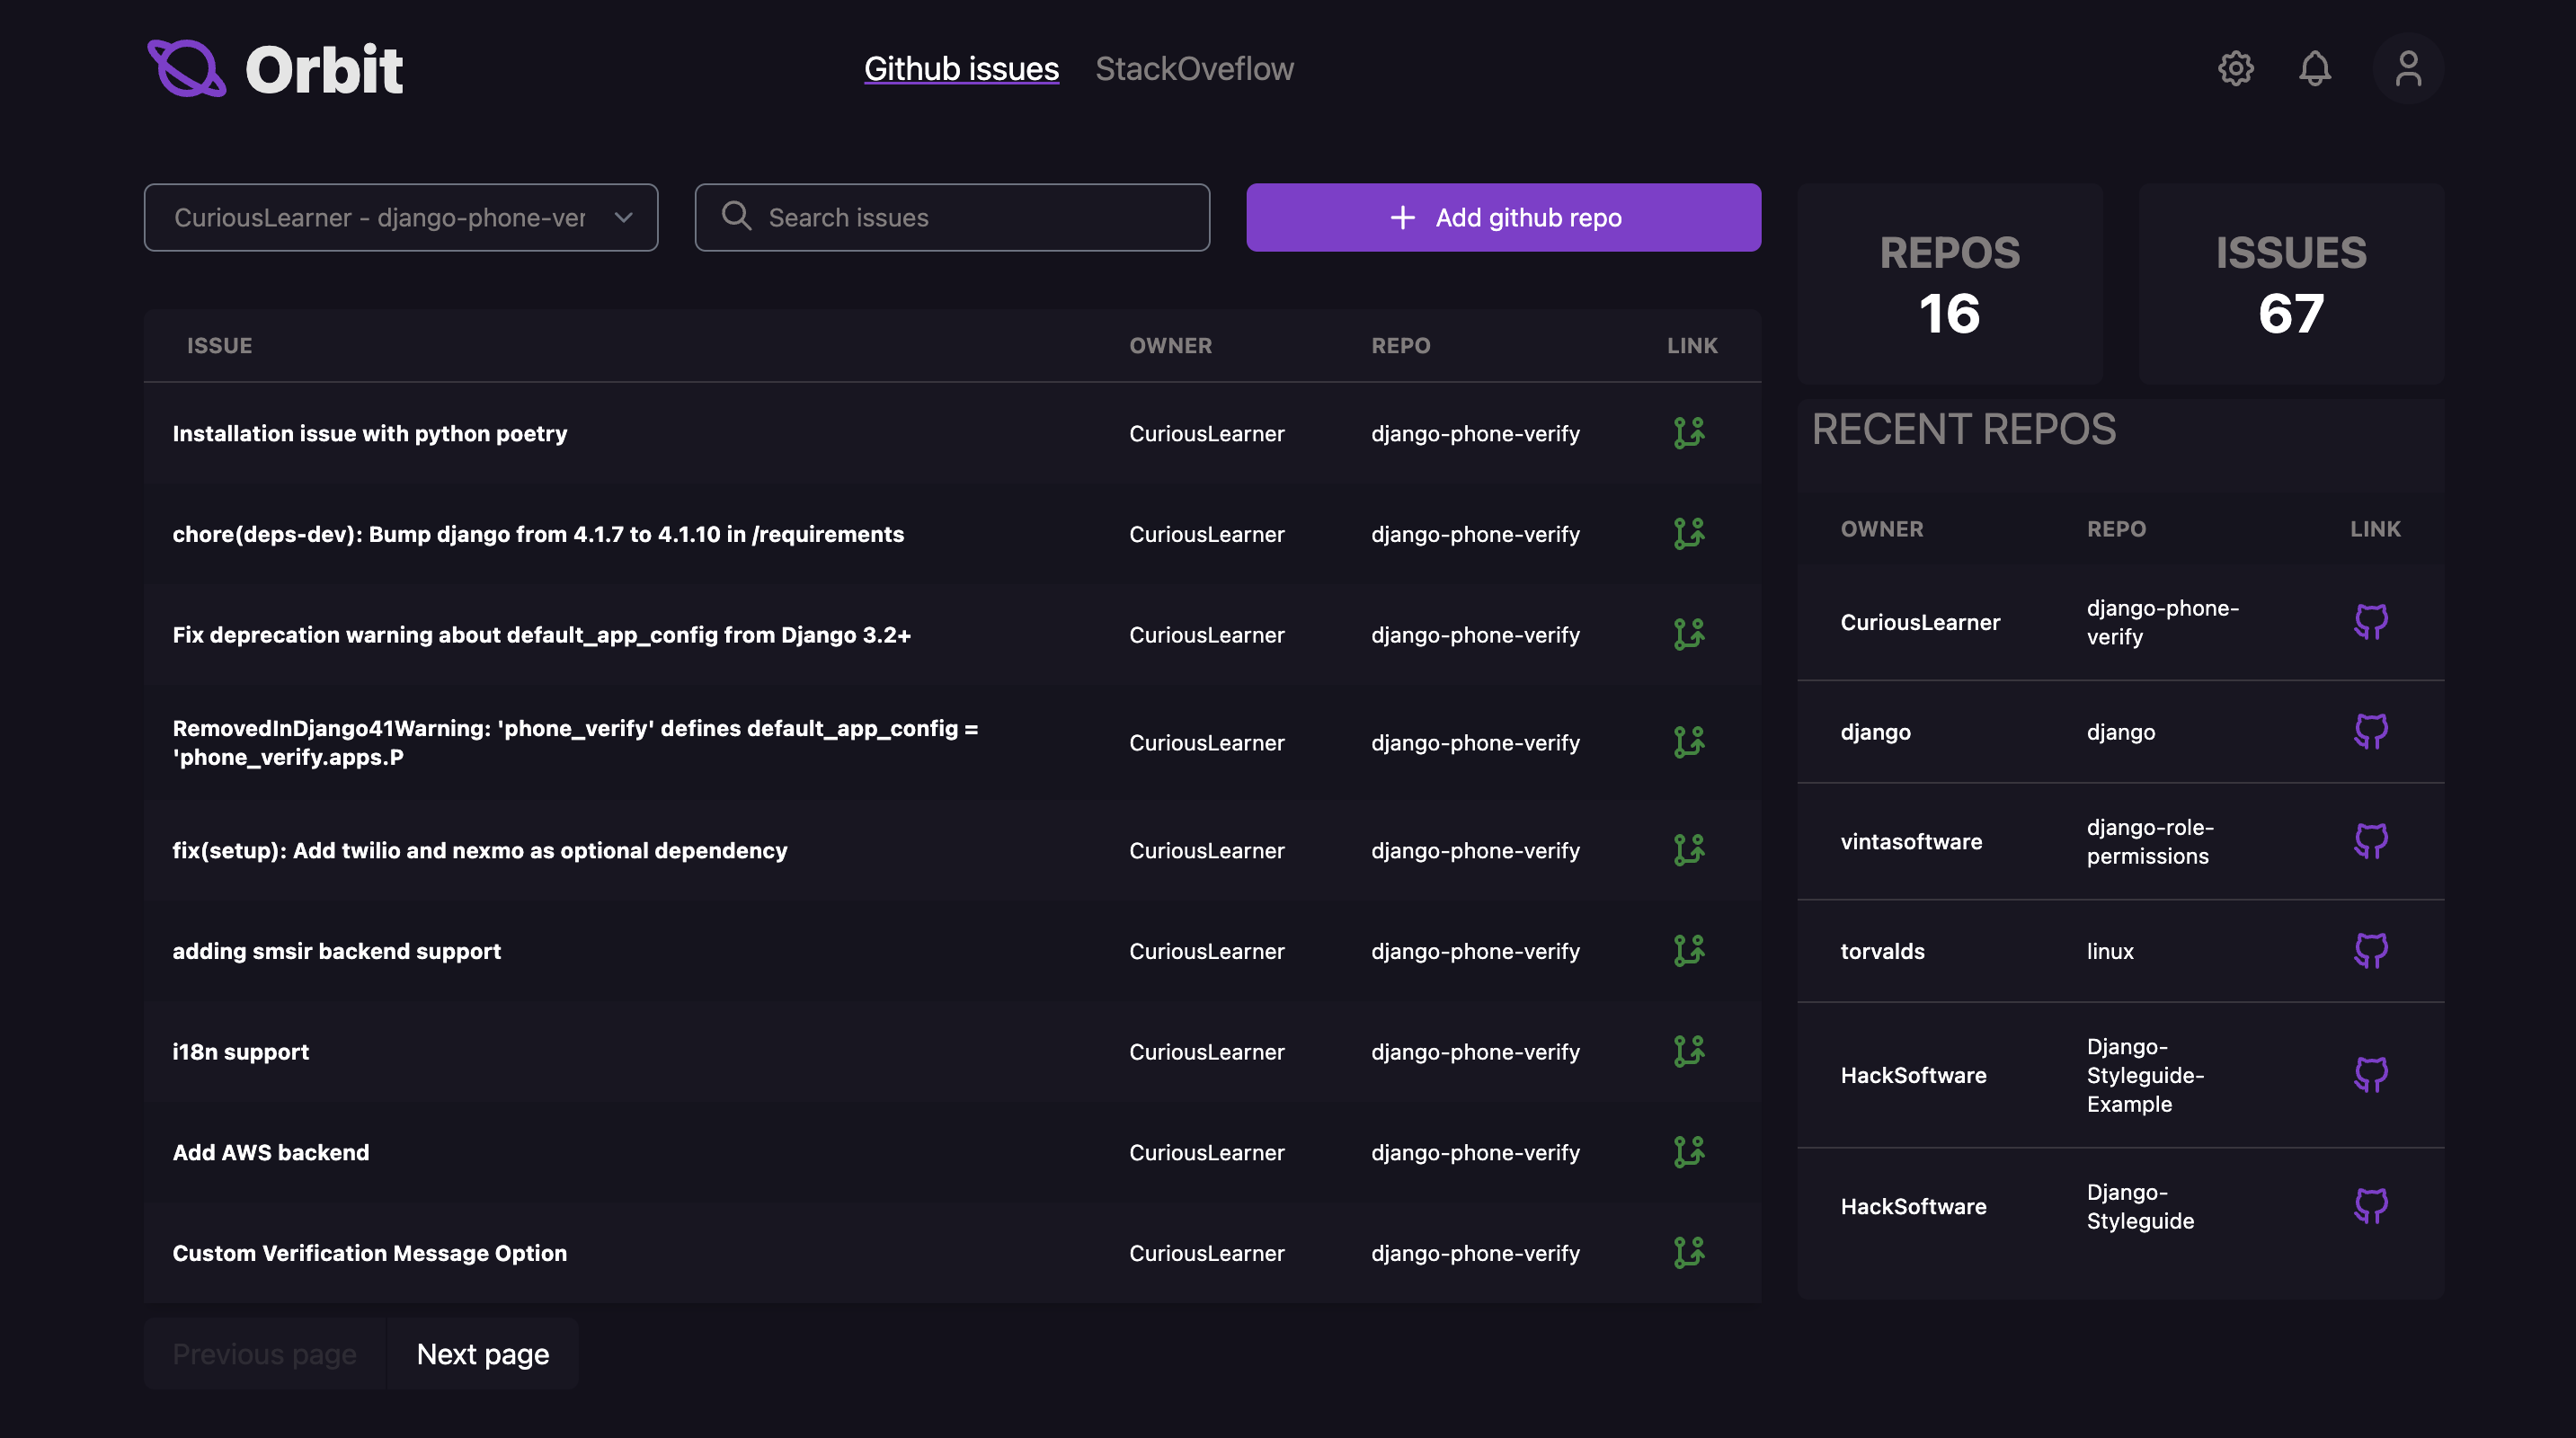 Orbit
Github issues
StackOveflow
CuriousLearner - django-phone-ver
Search issues
Add github repo
REPOS
16
ISSUES
67
ISSUE OWNER REPO LINK
Installation issue with python poetry CuriousLearner django-phone-verify
chore(deps-dev): Bump django from 4.1.7 to 4.1.10 in /requirements CuriousLearner django-phone-verify
Fix deprecation warning about default_app_config from Django 3.2+ CuriousLearner django-phone-verify
RemovedInDjango41Warning: 'phone_verify' defines default_app_config =
'phone_verify.apps.P
CuriousLearner django-phone-verify
fix(setup): Add twilio and nexmo as optional dependency CuriousLearner django-phone-verify
adding smsir backend support CuriousLearner django-phone-verify
i18n support CuriousLearner django-phone-verify
Add AWS backend CuriousLearner django-phone-verify
Custom Verification Message Option CuriousLearner django-phone-verify
Previous page
Next page
RECENT REPOS
OWNER REPO LINK
CuriousLearner
django-phone-
verify
django django
vintasoftware
django-role-
permissions
torvalds linux
HackSoftware
Django-
Styleguide-
Example
HackSoftware
Django-
Styleguide